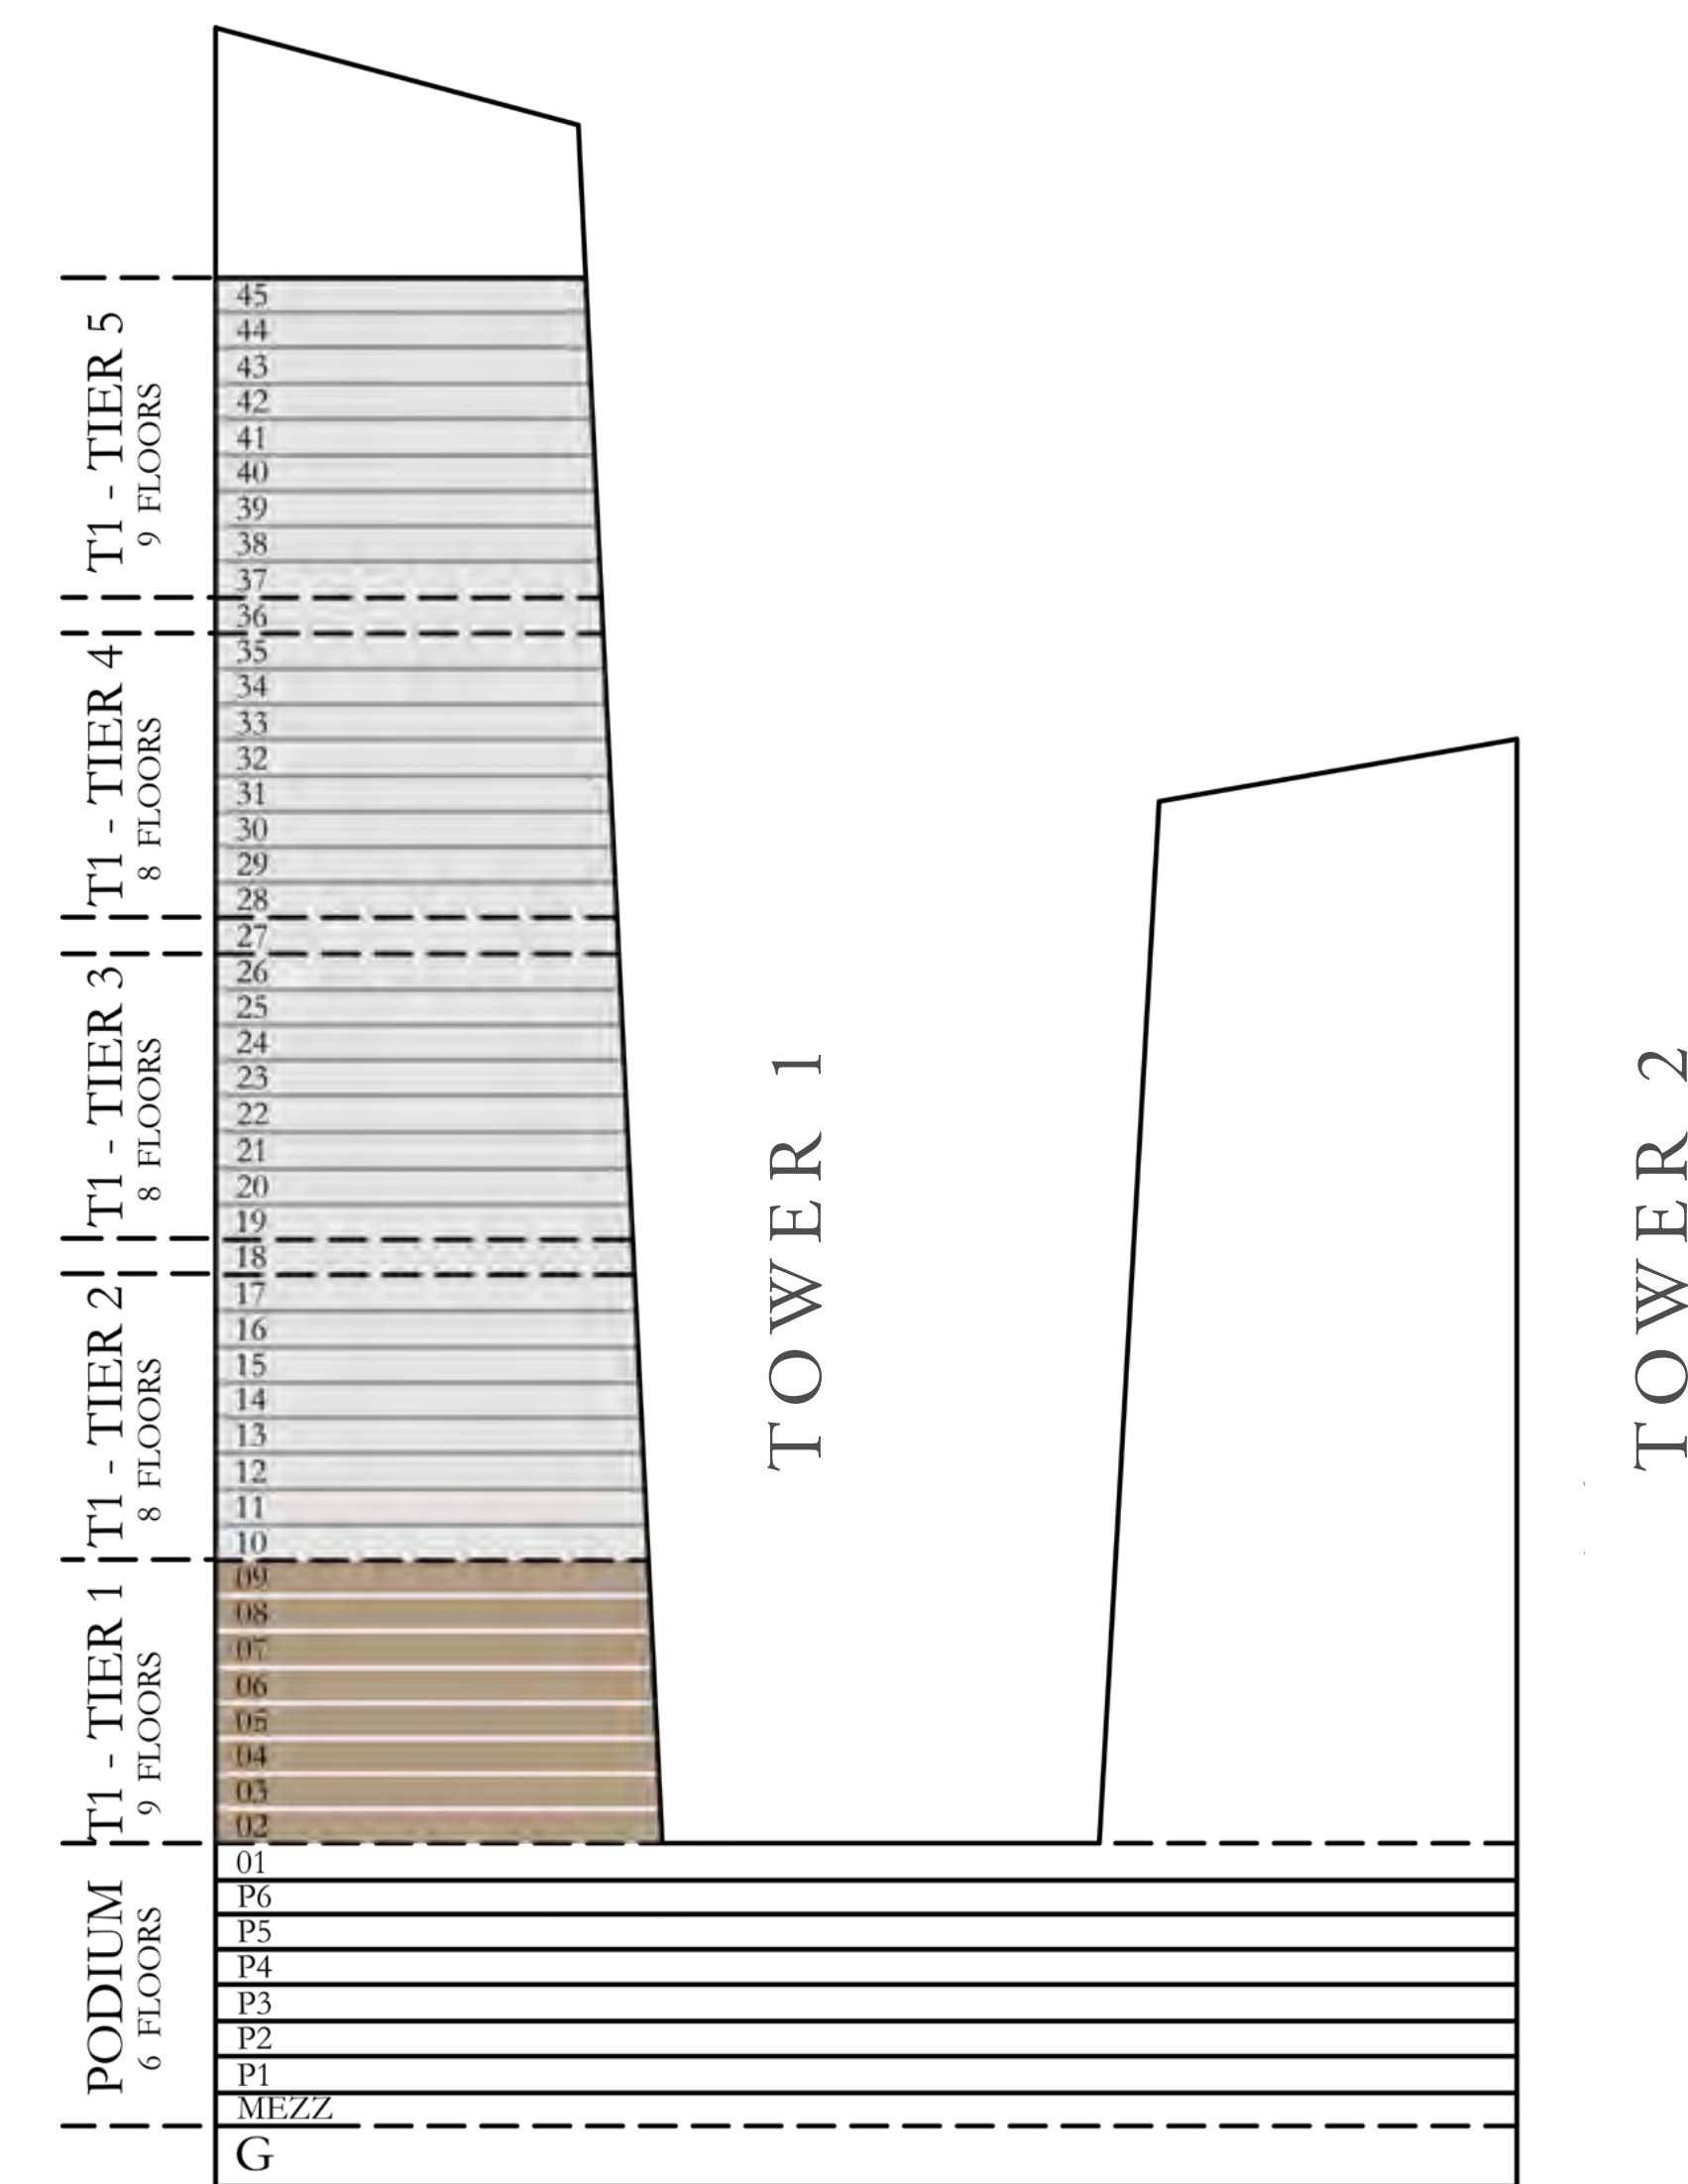 45
44
43
42
41
40
39
38
37
36
35
34
33
32
31
30
29
28
27
26
25
24
23
22
21
20
19
18
17
16
15
14
13
12
11
10
09
08
07
06
05
04
03
02
01
P6
P5
P4
P3
P2
P1
MEZZ
G
T1 - TIER 5
9 FLOORS
T1 - TIER 4
8 FLOORS
T1 - TIER 3
8 FLOORS
T1 - TIER 2
8 FLOORS
T1 - TIER 1
9 FLOORS
PODIUM
6 FLOORS
TOWER 1
TOWER 2